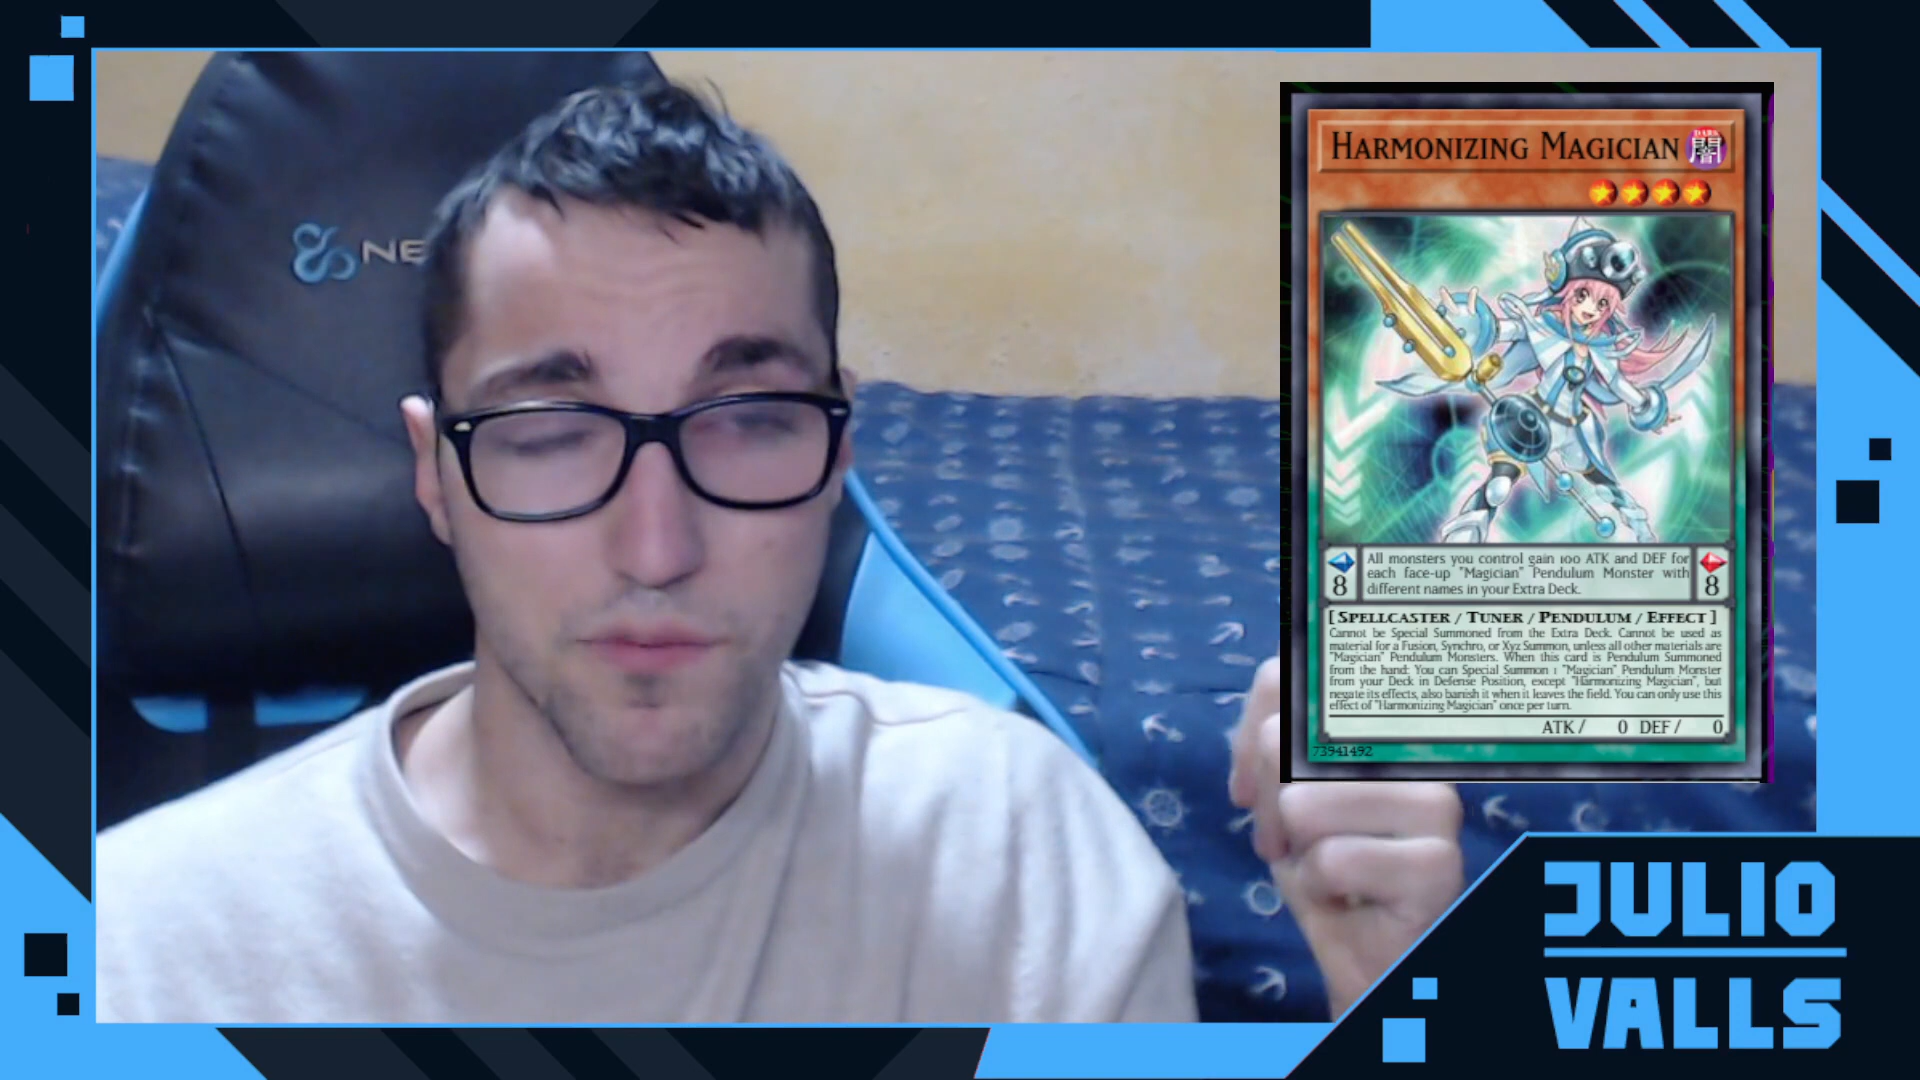 NE
HARMONIZING MAGICIAN
DARK
闇
All monsters you control gain 100 ATK and DEF for
each face-up "Magician" Pendulum Monster with
different names in your Extra Deck.
8
8
[ SPELLCASTER / TUNER / PENDULUM / EFFECT ]
Cannot be Special Summoned from the Extra Deck. Cannot be used as
material for a Fusion, Synchro, or Xyz Summon, unless all other materials are
"Magician" Pendulum Monsters. When this card is Pendulum Summoned
from the hand: You can Special Summon 1 "Magician" Pendulum Monster
from your Deck in Defense Position, except "Harmonizing Magician", but
negate its effects, also banish it when it leaves the field. You can only use this
effect of "Harmonizing Magician" once per turn.
ATK / 0 DEF / 0
73941492
JULIO
VALLS